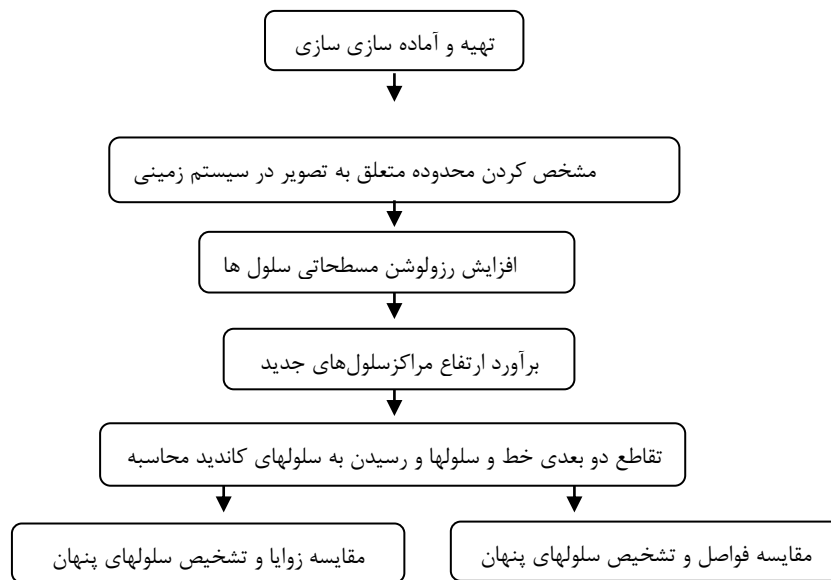 تهیه و آماده سازی سازی
مشخص کردن محدوده متعلق به تصویر در سیستم زمینی
افزایش رزولوشن مسطحاتی سلول ها
برآورد ارتفاع مراکزسلول‌های جدید
تقاطع دو بعدی خط و سلولها و رسیدن به سلولهای کاندید محاسبه
مقایسه فواصل و تشخیص سلولهای پنهان
مقایسه زوایا و تشخیص سلولهای پنهان